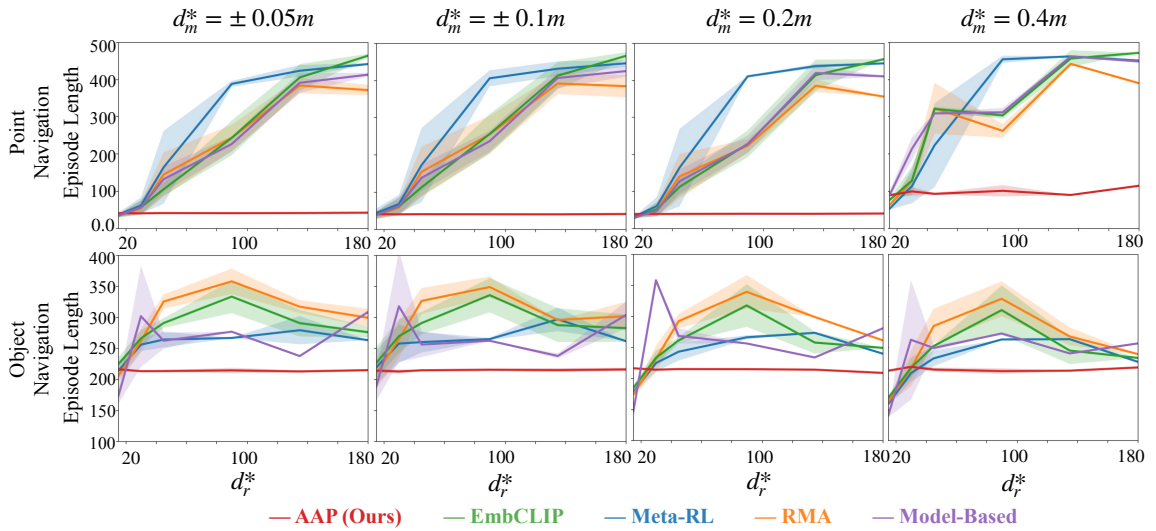 d*m = ± 0.05m d*m = ± 0.1m d*m = 0.2m d*m = 0.4m
Point
Navigation
Episode Length
500
400
300
200
100
0.0
20 100 180 20 100 180 20 100 180 20 100 180
Object
Navigation
Episode Length
400
350
300
250
200
150
100
20 100 180 20 100 180 20 100 180 20 100 180
d*r d*r d*r d*r
AAP (Ours) EmbCLIP Meta-RL RMA Model-Based